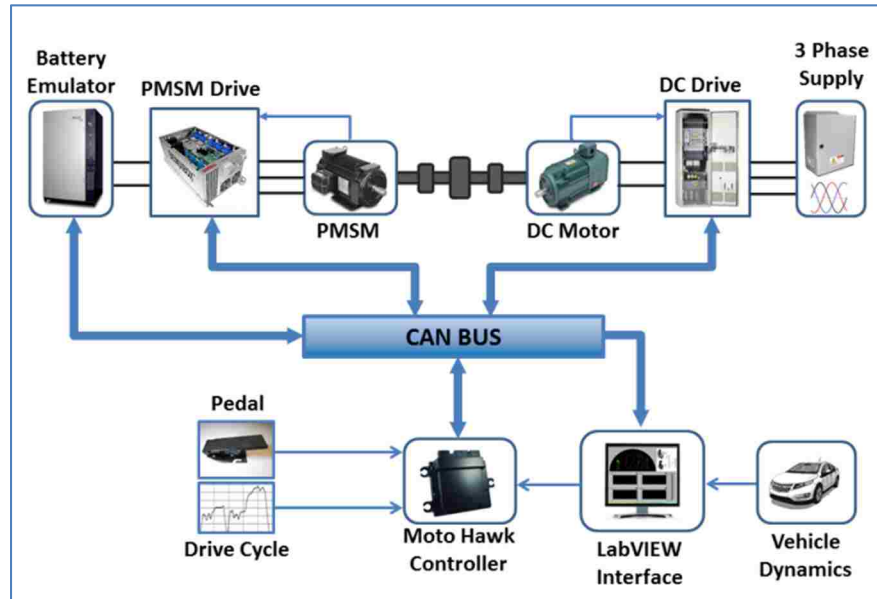 Battery
Emulator
PMSM Drive
DC Drive
3 Phase
Supply
PMSM
DC Motor
CAN BUS
Pedal
Drive Cycle
Moto Hawk
Controller
LabVIEW
Interface
Vehicle
Dynamics